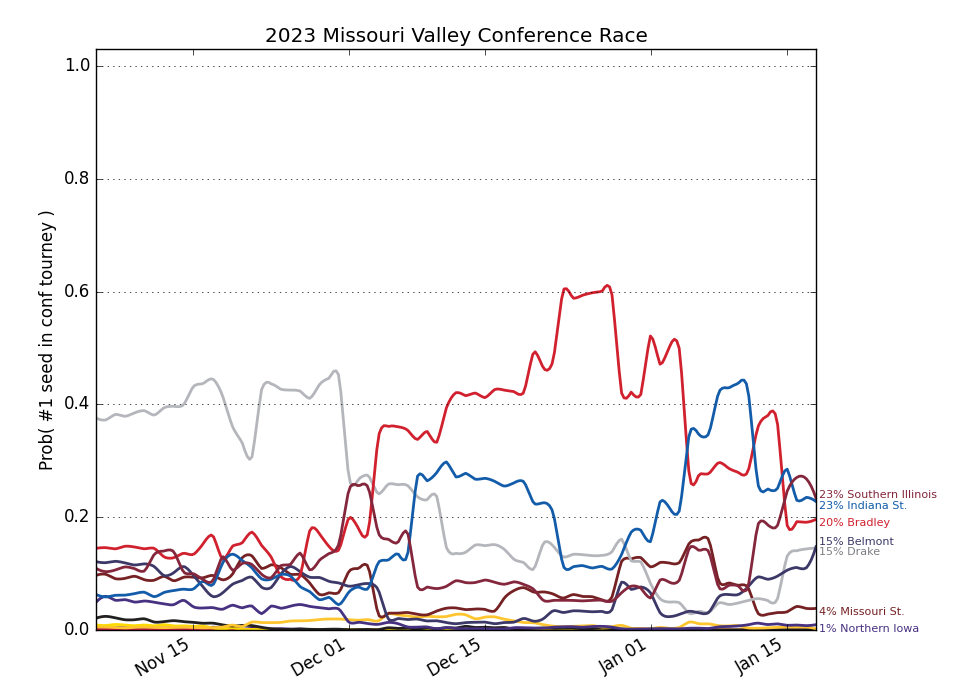 2023 Missouri Valley Conference Race
Prob( #1 seed in conf tourney )
1.0
0.8
0.6
0.4
0.2
0.0
Nov 15
Dec 01
Dec 15
Jan 01
Jan 15
23% Southern Illinois
23% Indiana St.
20% Bradley
15% Belmont
15% Drake
4% Missouri St.
1% Northern Iowa